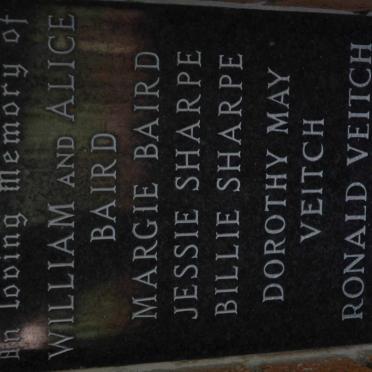 In loving Memory of
WILLIAM AND ALICE
BAIRD
MARGIE BAIRD
JESSIE SHARPE
BILLIE SHARPE
DOROTHY MAY
VEITCH
RONALD VEITCH